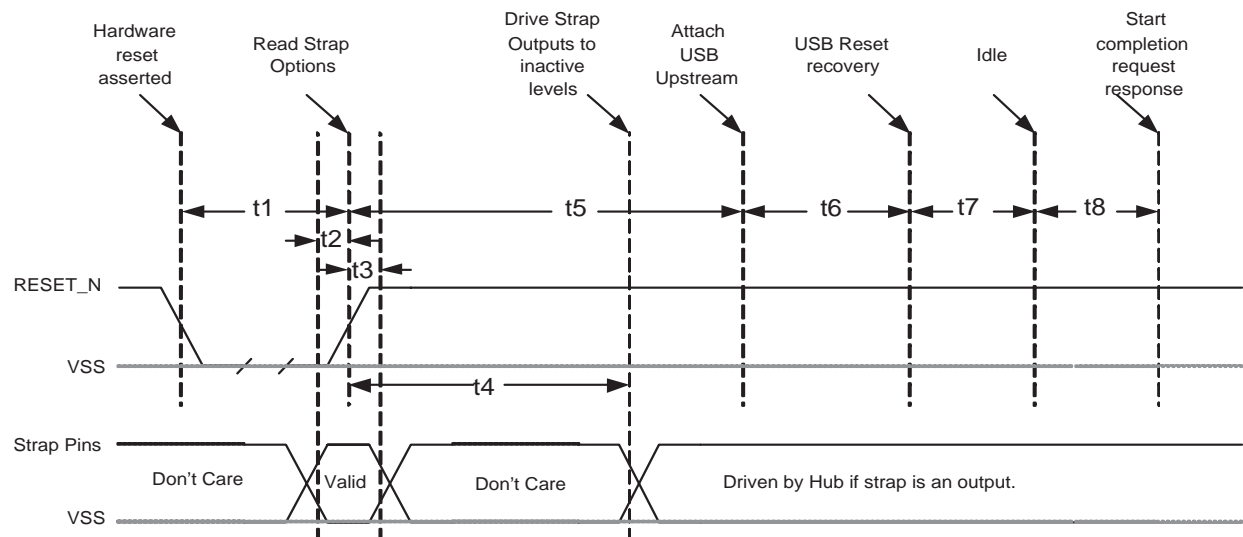 Hardware
reset
asserted
Read Strap
Options
Drive Strap
Outputs to
inactive
levels
Attach
USB
Upstream
USB Reset
recovery
Idle
Start
completion
request
response
t1
t5
t6
t7
t8
t2
t3
RESET_N
VSS
t4
Strap Pins
Don't Care
Valid
Don't Care
Driven by Hub if strap is an output.
VSS